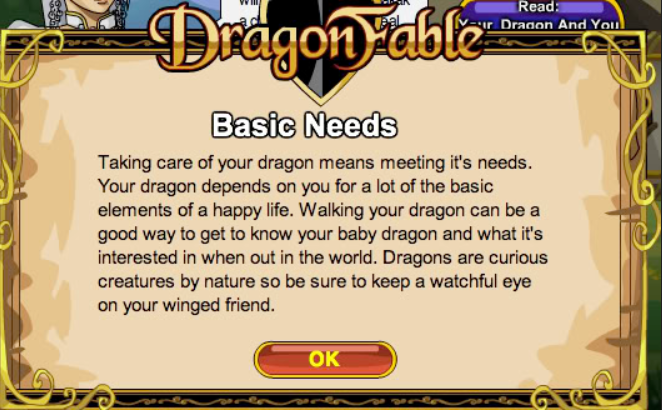 Read:
Your Dragon And You
DragonFable
Basic Needs
Taking care of your dragon means meeting it's needs.
Your dragon depends on you for a lot of the basic
elements of a happy life. Walking your dragon can be a
good way to get to know your baby dragon and what it's
interested in when out in the world. Dragons are curious
creatures by nature so be sure to keep a watchful eye
on your winged friend.
OK